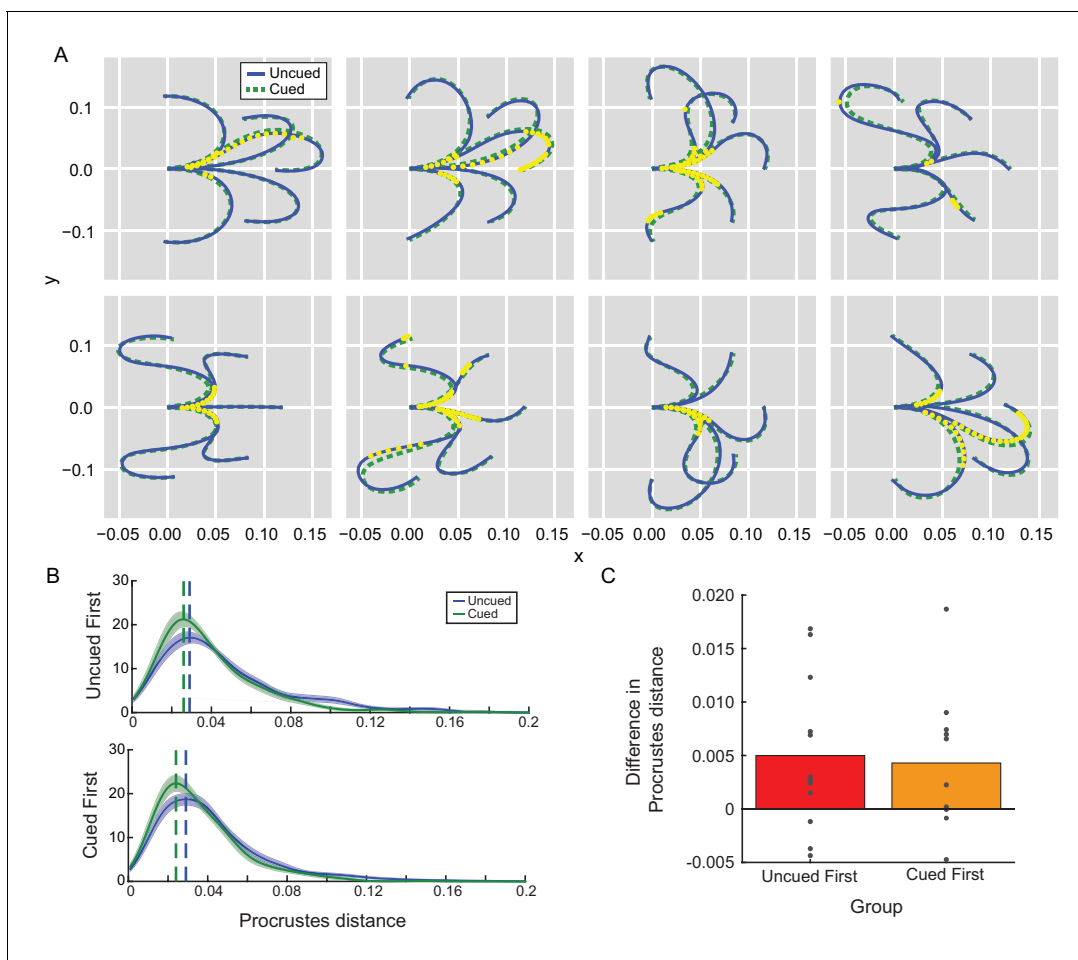 A
Uncued
Cued
0.1
0.0
−0.1
y
0.1
0.0
−0.1
−0.05 0.00 0.05 0.10 0.15 −0.05 0.00 0.05 0.10 0.15 −0.05 0.00 0.05 0.10 0.15 −0.05 0.00 0.05 0.10 0.15
x
B
Uncued First
30
20
10
0
0 0.04 0.08 0.12 0.16 0.2
Uncued
Cued
Cued First
30
20
10
0
0 0.04 0.08 0.12 0.16 0.2
Procrustes distance
C
Difference in
Procrustes distance
0.020
0.015
0.010
0.005
0
-0.005
Uncued First Cued First
Group